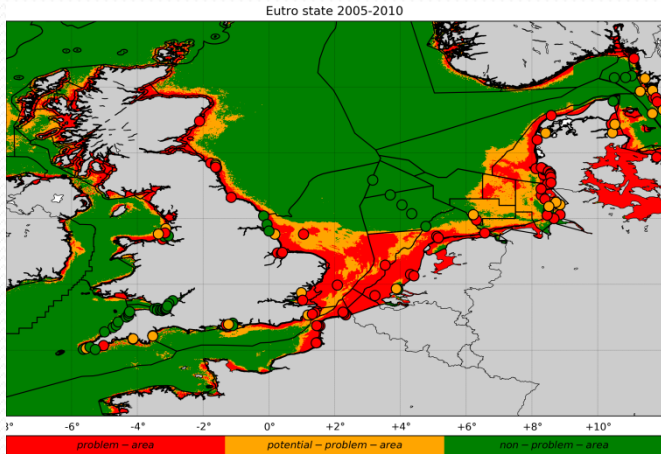 Eutro state 2005-2010
-8° -6° -4° -2° +0° +2° +4° +6° +8° +10°
problem – area potential – problem – area non – problem – area